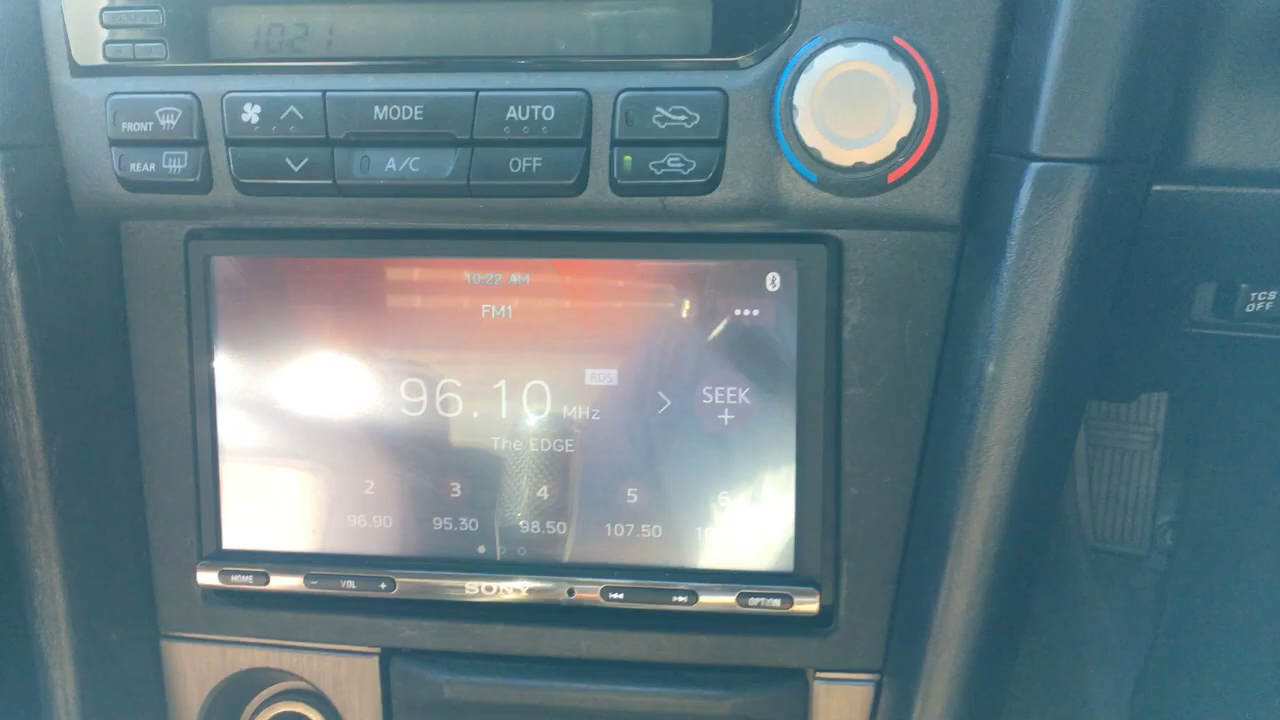 10:21
FRONT
MODE
AUTO
REAR
A/C
OFF
10:22 AM
FM1
TCS
OFF
RDS
96.10 MHz
SEEK
+
The EDGE
2 3 4 5 6
96.90 95.30 98.50 107.50
HOME
- VOL +
SONY
OPTION